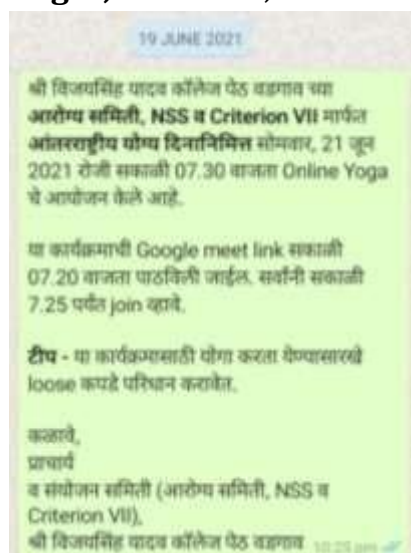 19 JUNE 2021
श्री विजयसिंह यादव कॉलेज पेठ वडगाव च्या
आरोग्य समिती, NSS व Criterion VII मार्फत
आंतरराष्ट्रीय योग्य दिनानिमित्त सोमवार, 21 जून
2021 रोजी सकाळी 07.30 वाजता Online Yoga
चे आयोजन केले आहे.
या कार्यक्रमाची Google meet link सकाळी
07.20 वाजता पाठविली जाईल. सर्वांनी सकाळी
7.25 पर्यंत join व्हावे.
टीप - या कार्यक्रमासाठी योगा करता येण्यासारखे
loose कपडे परिधान करावेत.
कळावे,
प्राचार्य
व संयोजन समिती (आरोग्य समिती, NSS व
Criterion VII),
श्री विजयसिंह यादव कॉलेज पेठ वडगाव